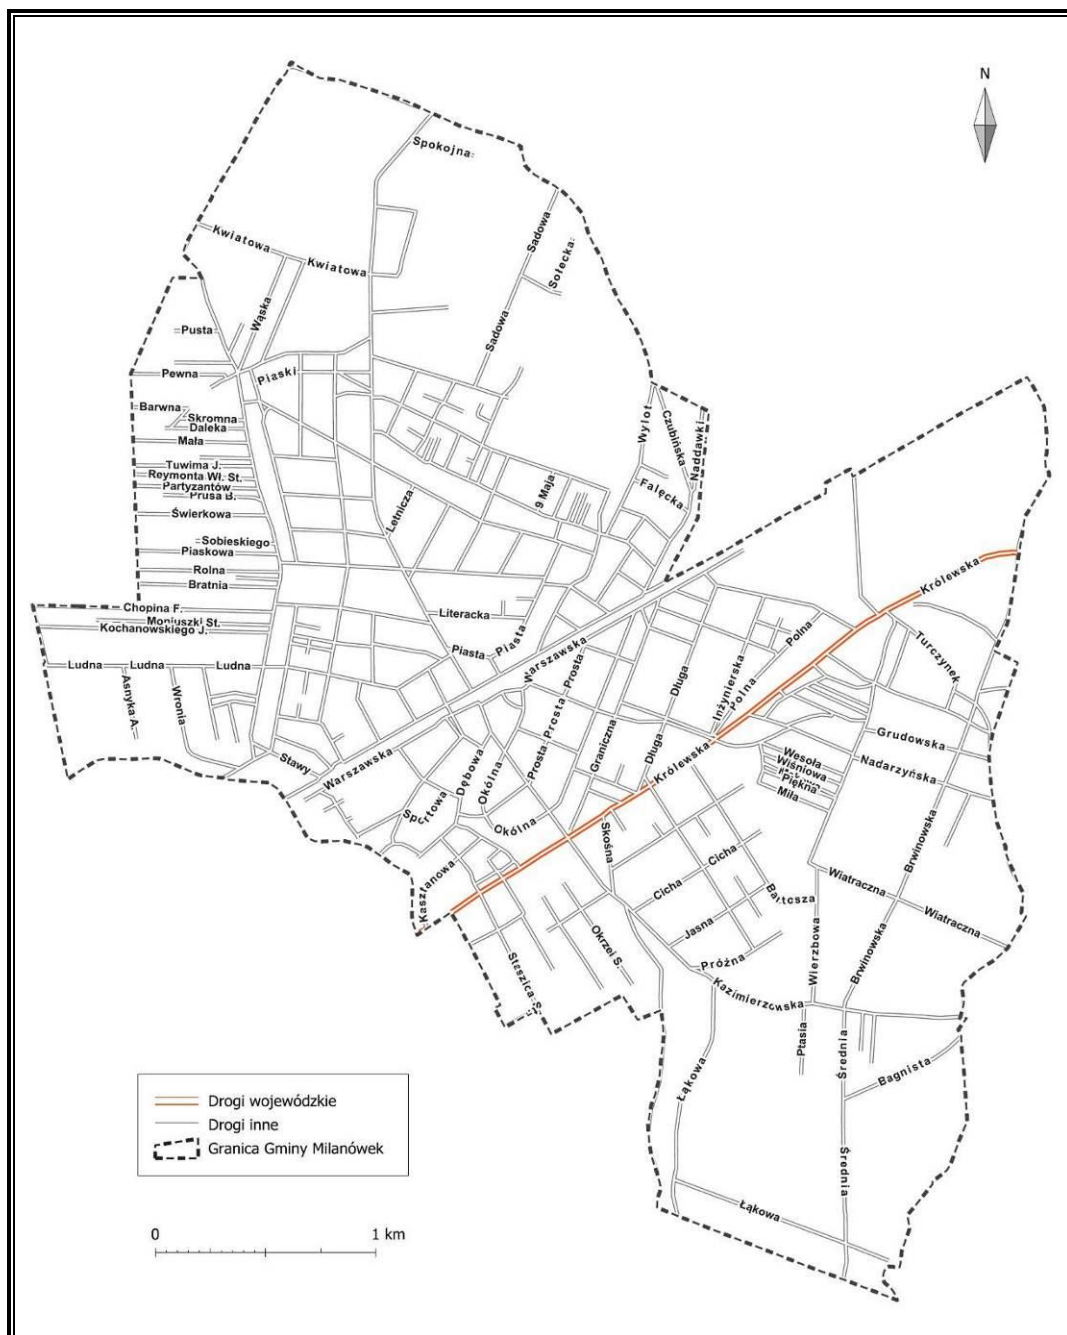 N
Spokojna
Kwiatowa
Kwiatowa
Sadowa
Sołecka
Wąska
Sadowa
Pusta
Piaski
Pewna
Barwna
Skromna
Daleka
Mała
Wylot
Czubińska
Naddawki
Tuwima J.
Reymonta Wł. St.
Partyzantów
Prusa B.
Letnicza
9 Maja
Falęcka
Świerkowa
Sobieskiego
Piaskowa
Rolna
Bratnia
Królewska
Chopina F.
Moniuszki St.
Kochanowskiego J.
Literacka
Piasta
Piasta
Warszawska
Polna
Turczynek
Ludna
Ludna
Ludna
Asnyka A.
Wronia
Prosta
Prosta
Prosta
Długa
Inżynierska
Polna
Stawy
Warszawska
Graniczna
Długa
Królewska
Grudowska
Nadarzyńska
Wesoła
Wiśniowa
Piękna
Miła
Dębowa
Okólna
Sportowa
Okólna
Skośna
Brwinowska
Kasztanowa
Cicha
Cicha
Bartosza
Wiatraczna
Wiatraczna
Jasna
Okrzei S.
Próżna
Wierzbowa
Brwinowska
Staszica S.
Kazimierzowska
Ptasia
Średnia
Bagnista
Łąkowa
Średnia
Łąkowa
Drogi wojewódzkie
Drogi inne
Granica Gminy Milanówek
0 1 km